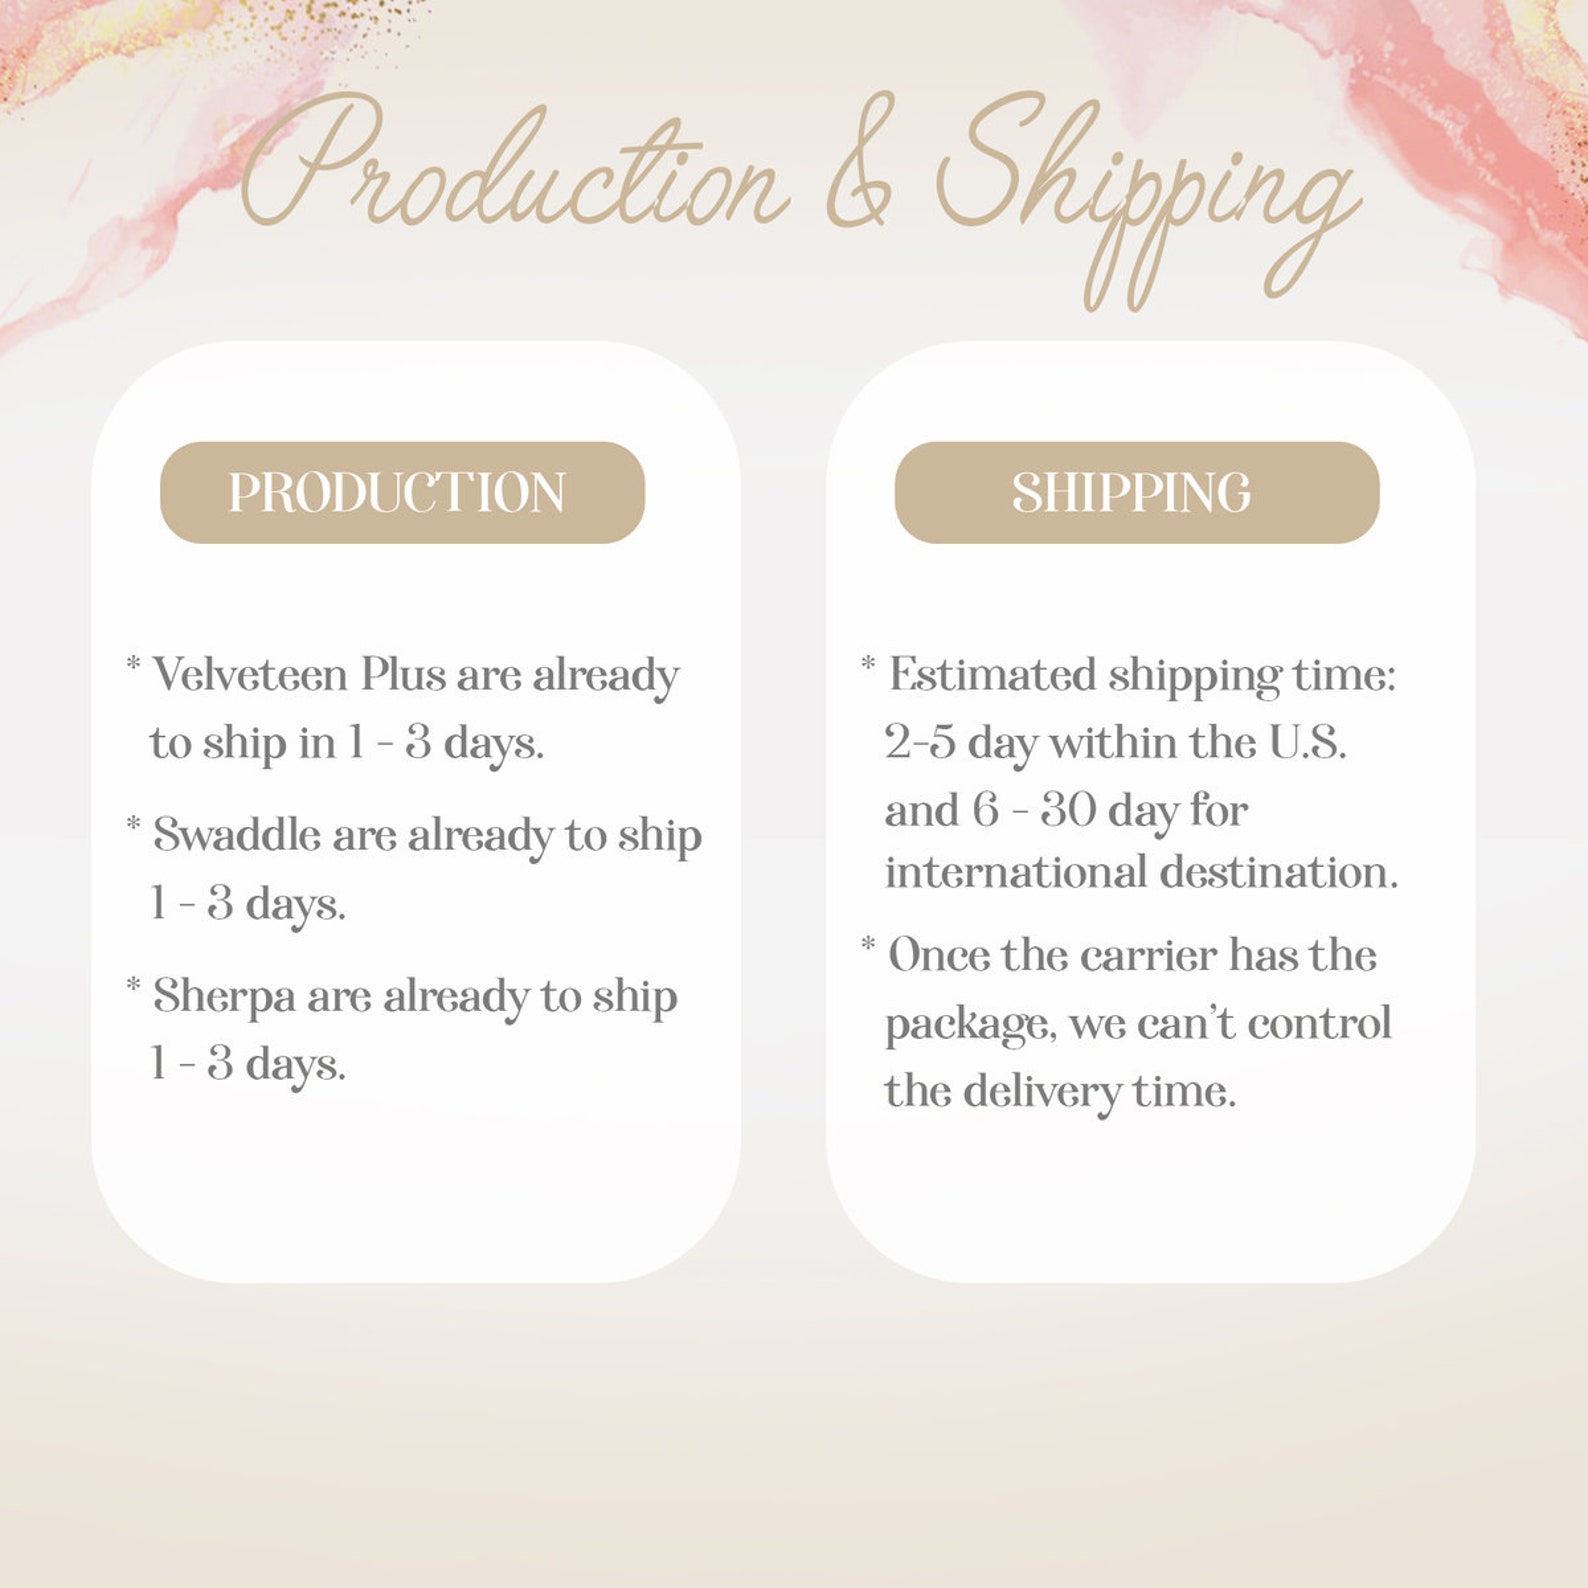 Production & Shipping
PRODUCTION
* Velveteen Plus are already
to ship in 1 - 3 days.
* Swaddle are already to ship
1 - 3 days.
* Sherpa are already to ship
1 - 3 days.
SHIPPING
* Estimated shipping time:
2-5 day within the U.S.
and 6 - 30 day for
international destination.
* Once the carrier has the
package, we can't control
the delivery time.